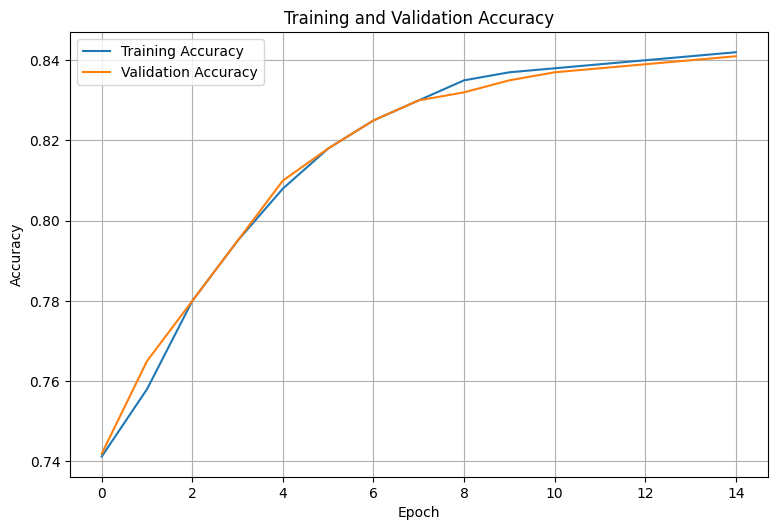 Training and Validation Accuracy
Training Accuracy
Validation Accuracy
0.84
0.82
0.80
0.78
0.76
0.74
Accuracy
0 2 4 6 8 10 12 14
Epoch